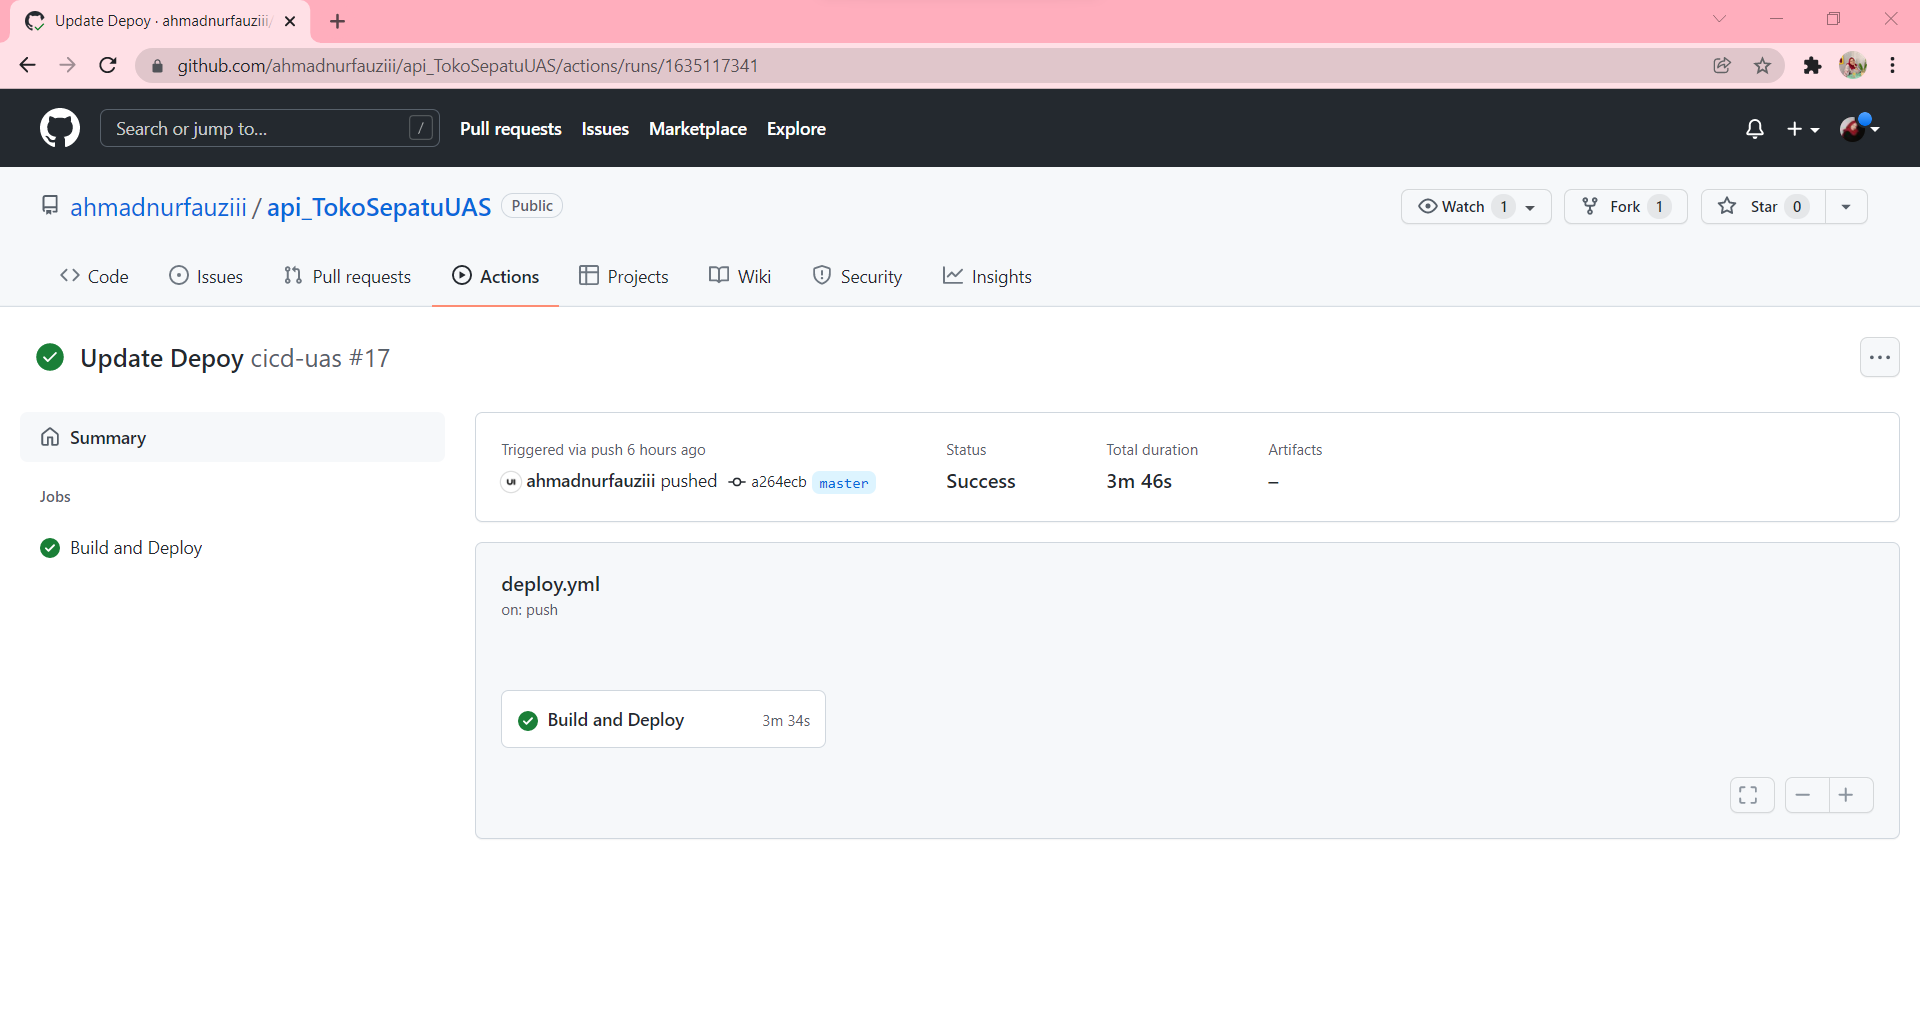 Update Depoy · ahmadnurfauziii/
github.com/ahmadnurfauziii/api_TokoSepatuUAS/actions/runs/1635117341
Search or jump to... / Pull requests Issues Marketplace Explore
ahmadnurfauziii / api_TokoSepatuUAS Public Watch 1 Fork 1 Star 0
Code Issues Pull requests Actions Projects Wiki Security Insights
Update Depoy cicd-uas #17
Summary
Jobs
Build and Deploy
Triggered via push 6 hours ago Status Total duration Artifacts
UI ahmadnurfauziii pushed a264ecb master Success 3m 46s –
deploy.yml
on: push
Build and Deploy 3m 34s